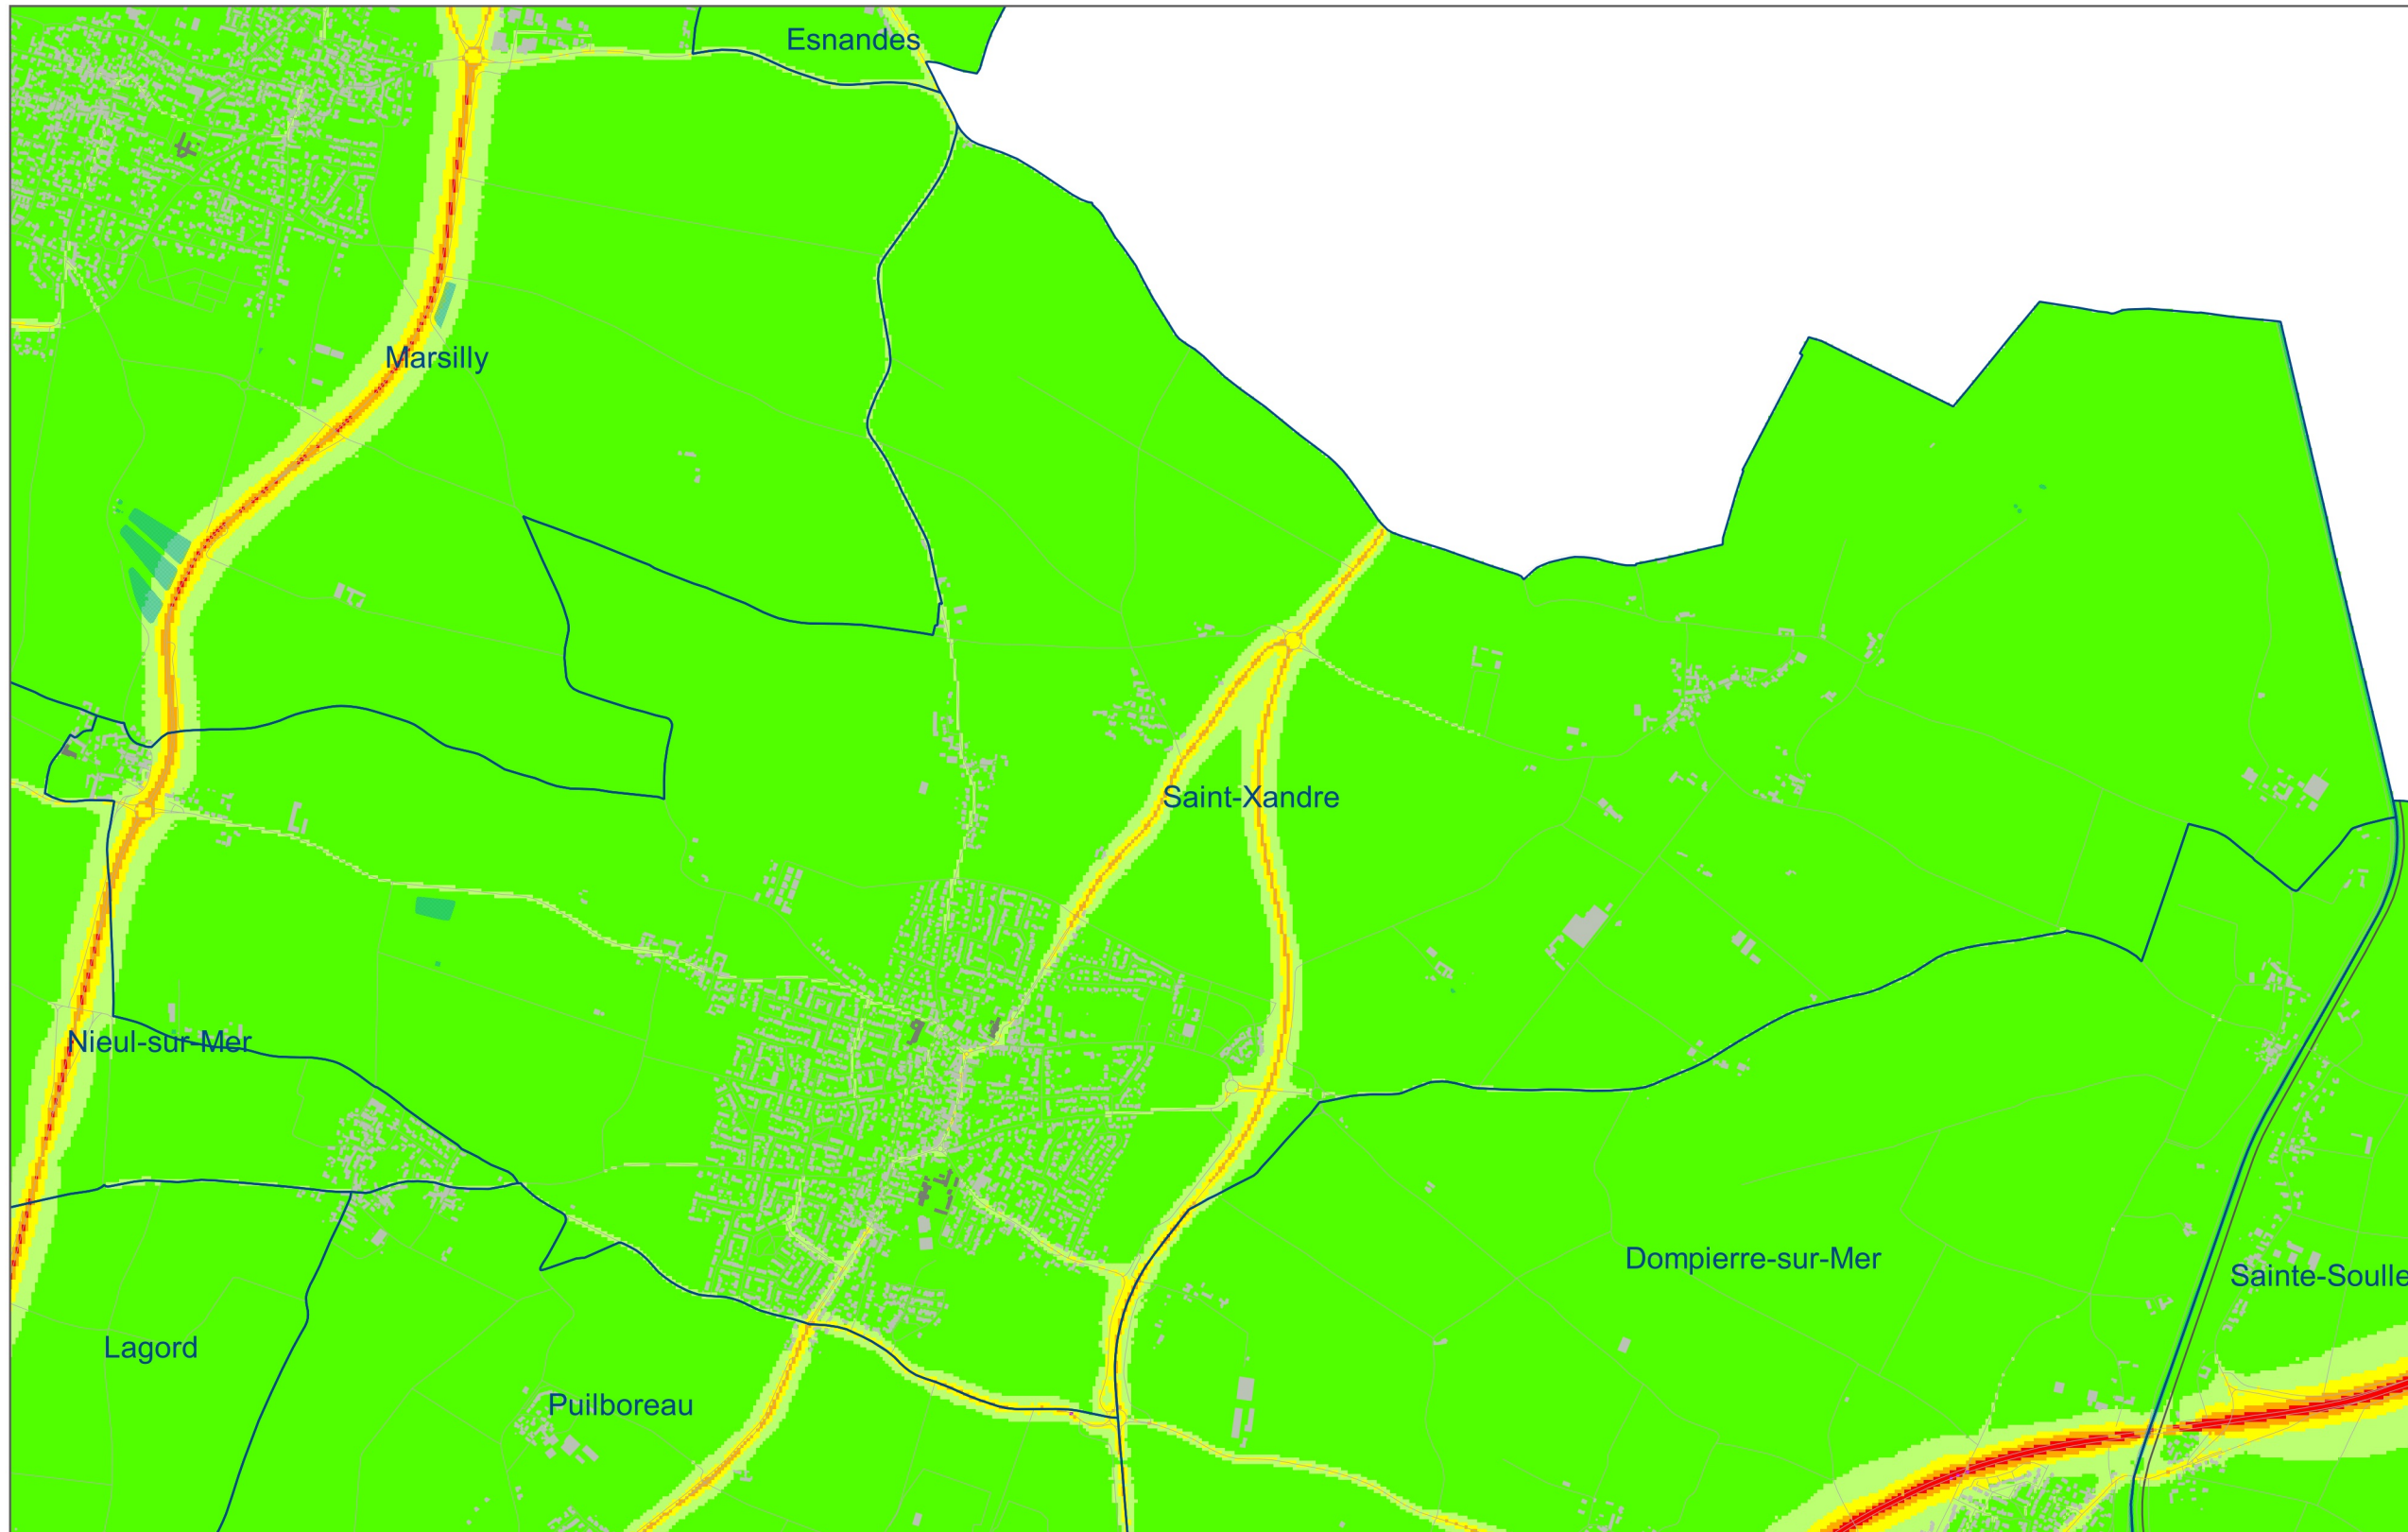 Esnandes
Marsilly
Saint-Xandre
Nieul-sur-Mer
Dompierre-sur-Mer
Sainte-Soulle
Lagord
Puilboreau